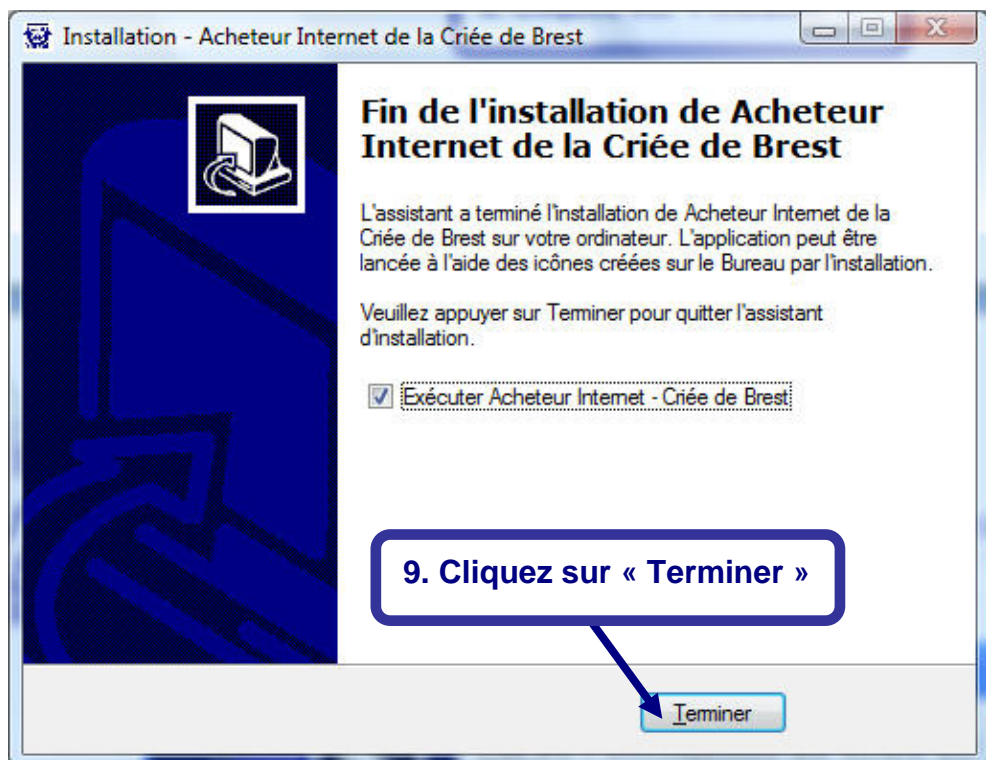 Installation - Acheteur Internet de la Criée de Brest
Fin de l'installation de Acheteur
Internet de la Criée de Brest
L'assistant a terminé l'installation de Acheteur Internet de la
Criée de Brest sur votre ordinateur. L'application peut être
lancée à l'aide des icônes créées sur le Bureau par l'installation.
Veuillez appuyer sur Terminer pour quitter l'assistant
d'installation.
Exécuter Acheteur Internet - Criée de Brest
9. Cliquez sur « Terminer »
Terminer